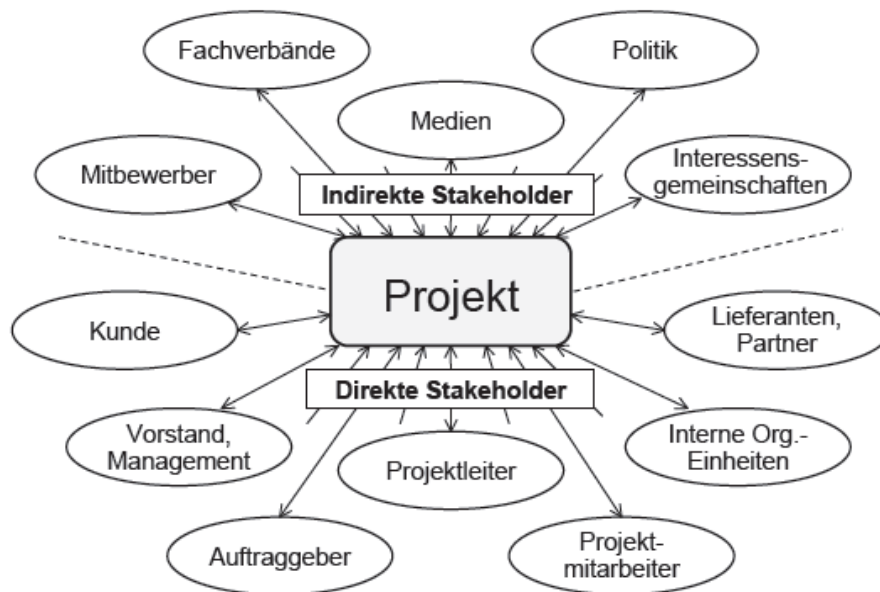 Fachverbände
Politik
Medien
Mitbewerber
Interessens-
gemeinschaften
Indirekte Stakeholder
Projekt
Kunde
Lieferanten,
Partner
Direkte Stakeholder
Vorstand,
Management
Projektleiter
Interne Org.-
Einheiten
Auftraggeber
Projekt-
mitarbeiter